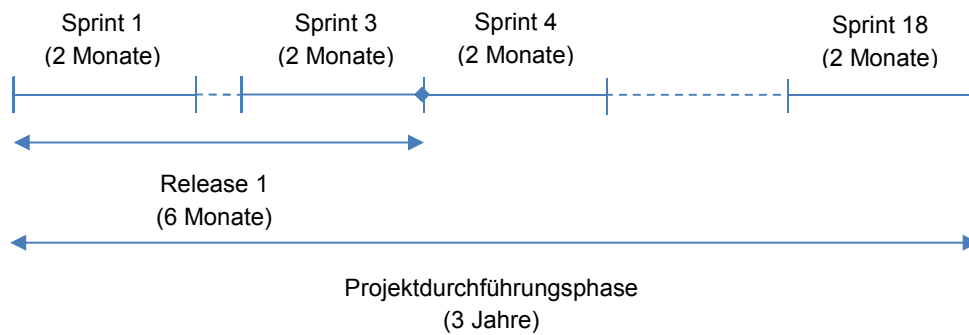 Sprint 1
(2 Monate)
Sprint 3
(2 Monate)
Sprint 4
(2 Monate)
Sprint 18
(2 Monate)
Release 1
(6 Monate)
Projektdurchführungsphase
(3 Jahre)